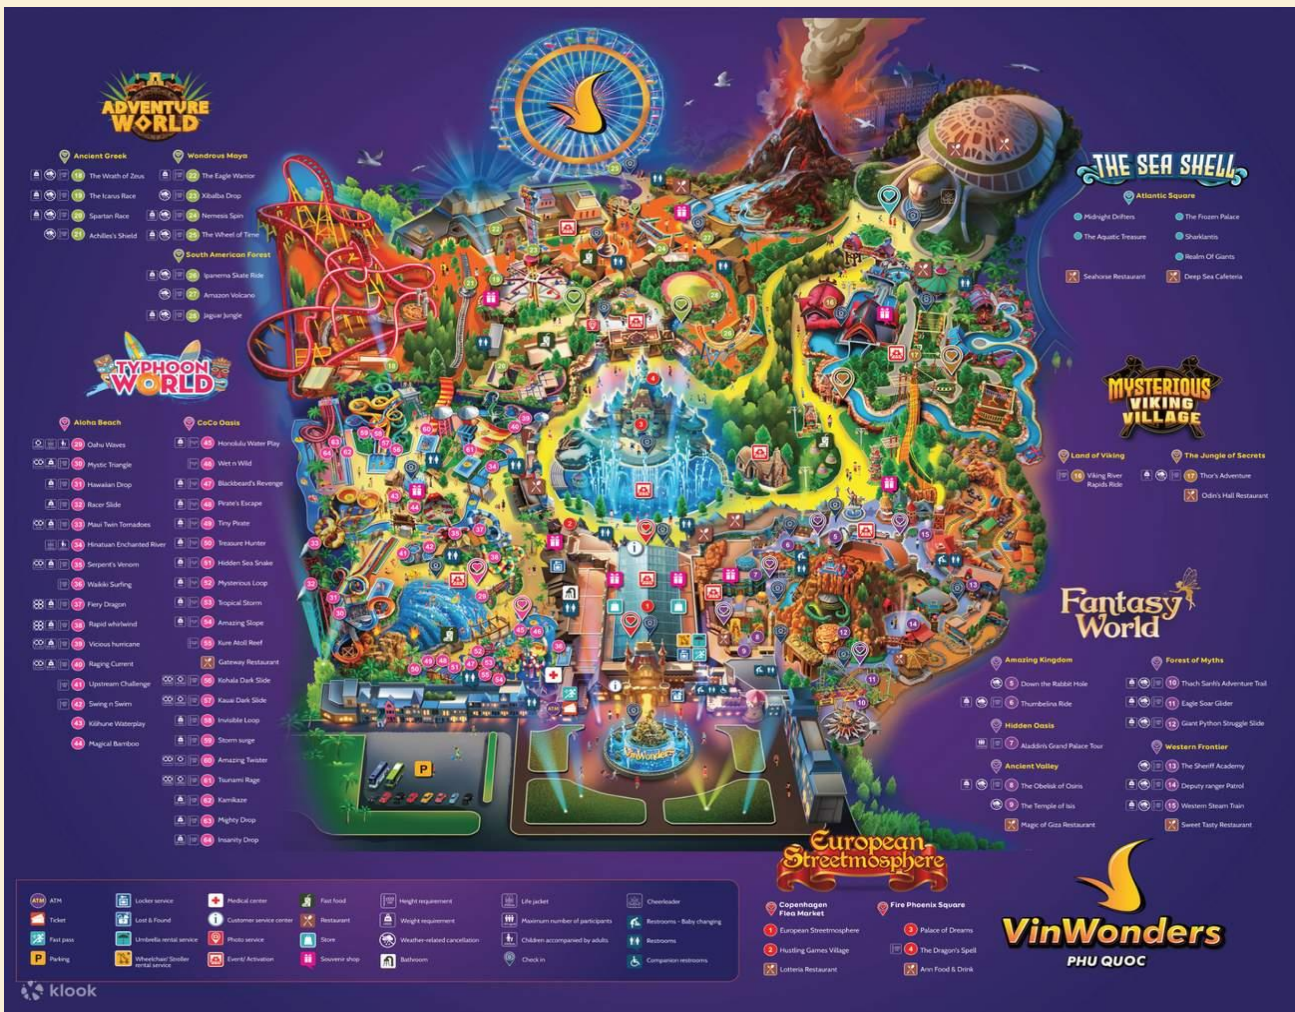 ADVENTURE
WORLD
Ancient Greek
18 The Wrath of Zeus
19 The Icarus Race
20 Spartan Race
21 Achilles's Shield
Wondrous Maya
22 The Eagle Warrior
23 Xibalba Drop
24 Nemesis Spin
25 The Wheel of Time
South American Forest
26 Ipanema Skate Ride
27 Amazon Volcano
28 Jaguar Jungle
TYPHOON
WORLD
Aloha Beach
29 Oahu Waves
30 Mystic Triangle
31 Hawaiian Drop
32 Racer Slide
33 Maui Twin Tornadoes
34 Hinatuan Enchanted River
35 Serpent's Venom
36 Waikiki Surfing
37 Fiery Dragon
38 Rapid whirlwind
39 Vicious hurricane
40 Raging Current
41 Upstream Challenge
42 Swing n Swim
43 Kiliihune Waterplay
44 Magical Bamboo
CoCo Oasis
45 Honolulu Water Play
46 Wet n Wild
47 Blackbeard's Revenge
48 Pirate's Escape
49 Tiny Pirate
50 Treasure Hunter
51 Hidden Sea Snake
52 Mysterious Loop
53 Tropical Storm
54 Amazing Slope
55 Kure Atoll Reef
Gateway Restaurant
56 Kohala Dark Slide
57 Kauai Dark Slide
58 Invisible Loop
59 Storm surge
60 Amazing Twister
61 Tsunami Rage
62 Kamikaze
63 Mighty Drop
64 Insanity Drop
THE SEA SHELL
Atlantic Square
Midnight Drifters
The Aquatic Treasure
The Frozen Palace
Sharklantis
Realm Of Giants
Seahorse Restaurant
Deep Sea Cafeteria
MYSTERIOUS
VIKING
VILLAGE
Land of Viking
16 Viking River
Rapids Ride
The Jungle of Secrets
17 Thor's Adventure
Odin's Hall Restaurant
Fantasy
World
Amazing Kingdom
5 Down the Rabbit Hole
6 Thumbelina Ride
Hidden Oasis
7 Aladdin's Grand Palace Tour
Ancient Valley
8 The Obelisk of Osiris
9 The Temple of Isis
Magic of Giza Restaurant
Forest of Myths
10 Thach Sanh's Adventure Trail
11 Eagle Soar Glider
12 Giant Python Struggle Slide
Western Frontier
13 The Sheriff Academy
14 Deputy ranger Patrol
15 Western Steam Train
Sweet Tasty Restaurant
VinWonders
P
European
Streetmosphere
Copenhagen
Flea Market
1 European Streetmosphere
2 Hustling Games Village
Lotteria Restaurant
Fire Phoenix Square
3 Palace of Dreams
4 The Dragon's Spell
Ann Food & Drink
VinWonders
PHU QUOC
ATM ATM
Ticket
Fast pass
P Parking
Locker service
Lost & Found
Umbrella rental service
Wheelchair/ Stroller
rental service
Medical center
i Customer service center
Photo service
Event/ Activation
Fast food
Restaurant
Store
Souvenir shop
Height requirement
Weight requirement
Weather-related cancellation
Bathroom
Life jacket
Maximum number of participants
Children accompanied by adults
Check in
Cheerleader
Restrooms - Baby changing
Restrooms
Companion restrooms
klook